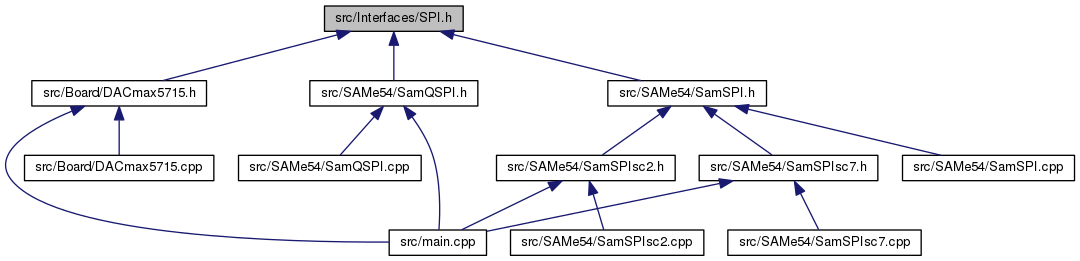 src/Interfaces/SPI.h
src/Board/DACmax5715.h
src/SAMe54/SamQSPI.h
src/SAMe54/SamSPI.h
src/Board/DACmax5715.cpp
src/SAMe54/SamQSPI.cpp
src/SAMe54/SamSPIsc2.h
src/SAMe54/SamSPIsc7.h
src/SAMe54/SamSPI.cpp
src/main.cpp
src/SAMe54/SamSPIsc2.cpp
src/SAMe54/SamSPIsc7.cpp